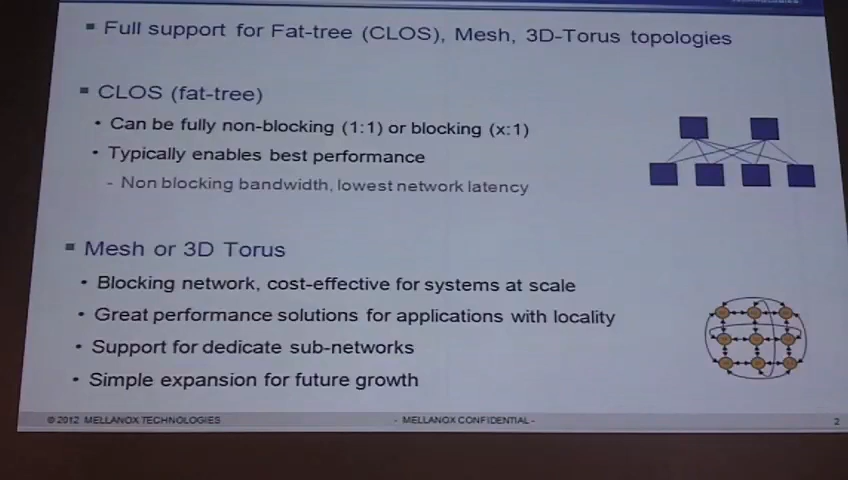 ▪ Full support for Fat-tree (CLOS), Mesh, 3D-Torus topologies
▪ CLOS (fat-tree)
• Can be fully non-blocking (1:1) or blocking (x:1)
• Typically enables best performance
- Non blocking bandwidth, lowest network latency
▪ Mesh or 3D Torus
• Blocking network, cost-effective for systems at scale
• Great performance solutions for applications with locality
• Support for dedicate sub-networks
• Simple expansion for future growth
© 2012 MELLANOX TECHNOLOGIES - MELLANOX CONFIDENTIAL - 2